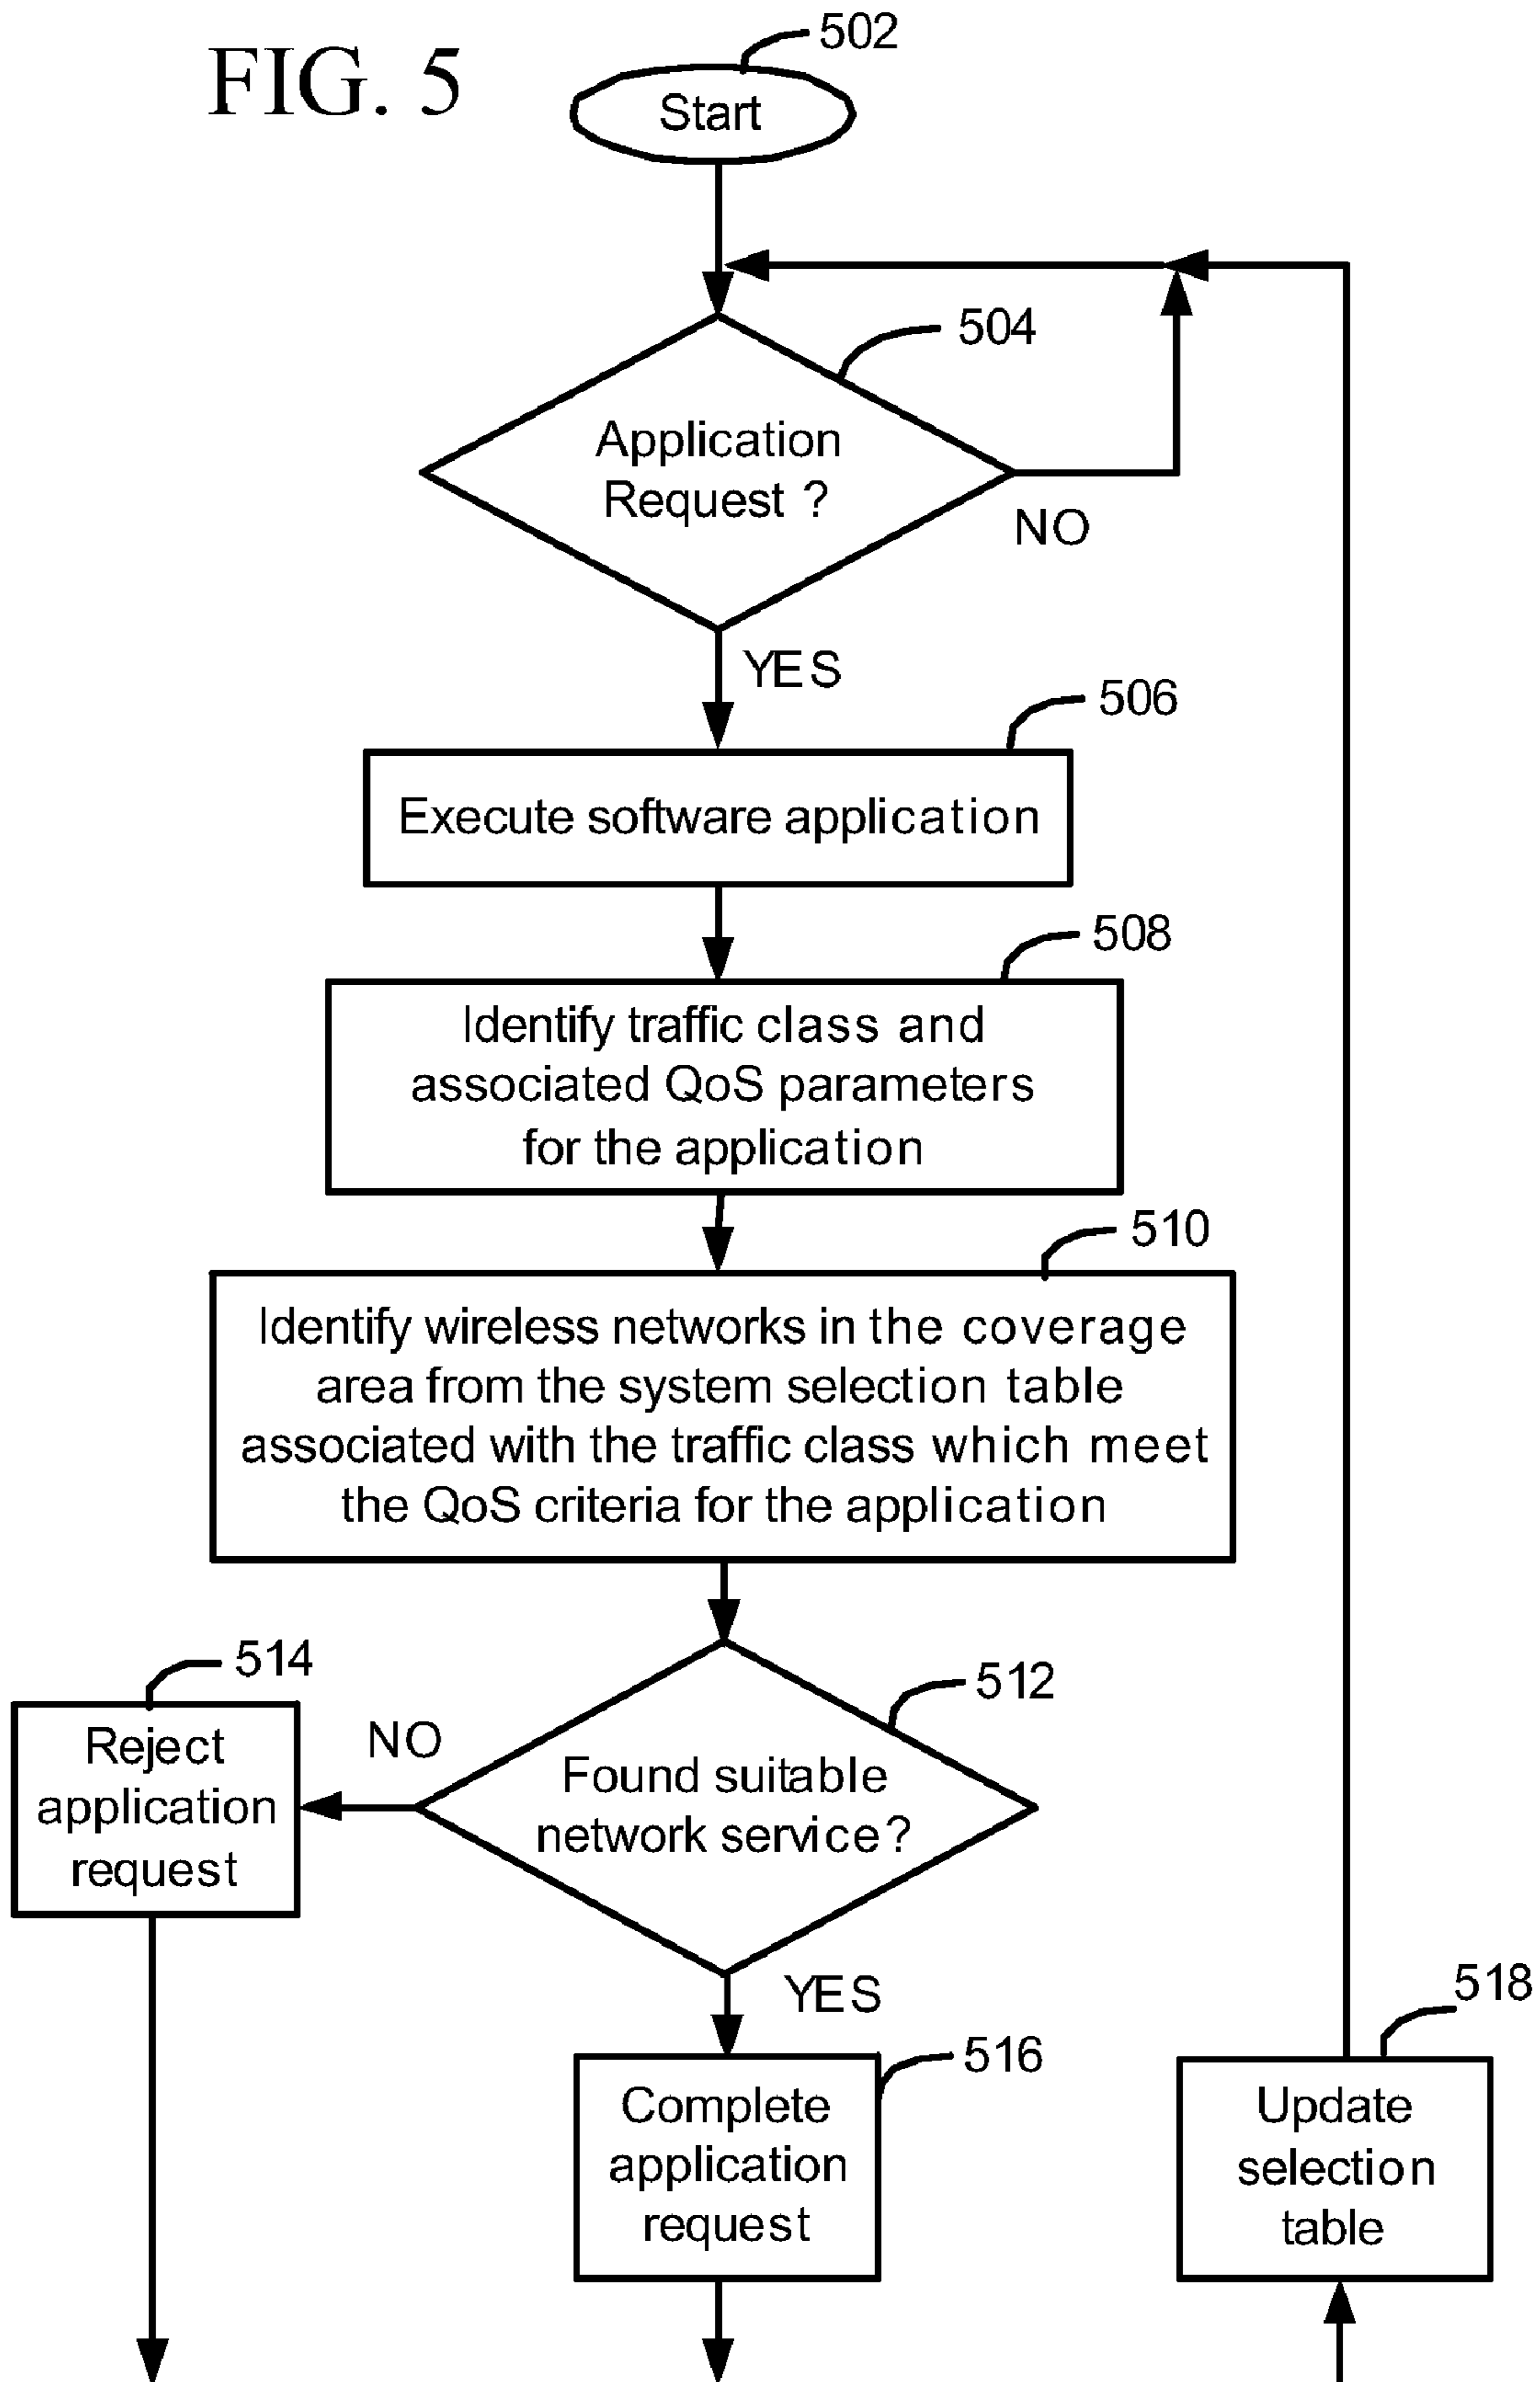 FIG. 5
502
Start
504
Application
Request ?
NO
YES
506
Execute software application
508
Identify traffic class and
associated QoS parameters
for the application
510
Identify wireless networks in the coverage
area from the system selection table
associated with the traffic class which meet
the QoS criteria for the application
514
Reject
application
request
NO
512
Found suitable
network service?
YES
516
Complete
application
request
518
Update
selection
table